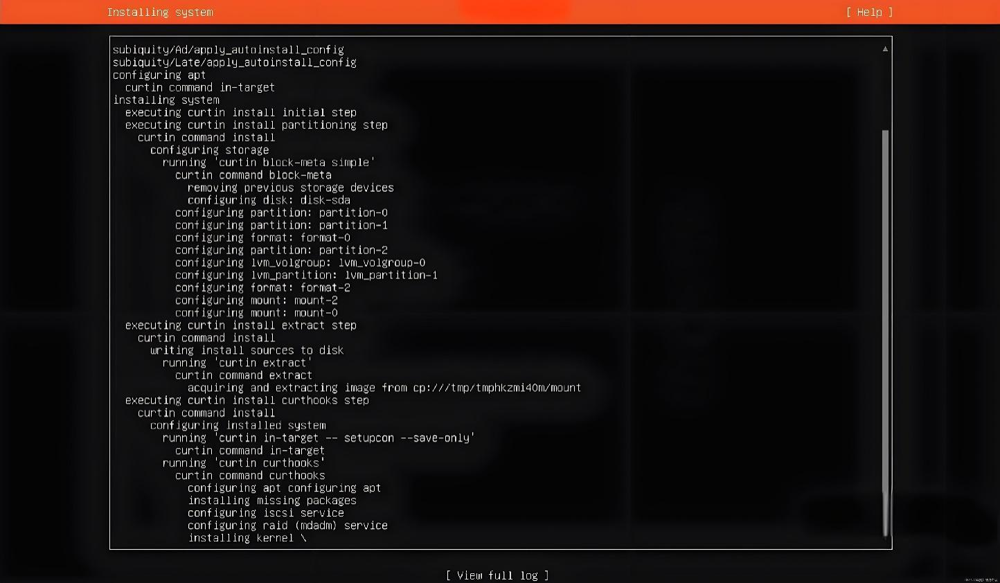 Installing system
[ Help ]
subiquity/Ad/apply_autoinstall_config
subiquity/Late/apply_autoinstall_config
configuring apt
curtin command in-target
installing system
executing curtin install initial step
executing curtin install partitioning step
curtin command install
configuring storage
running 'curtin block-meta simple'
curtin command block-meta
removing previous storage devices
configuring disk: disk-sda
configuring partition: partition-0
configuring partition: partition-1
configuring format: format-0
configuring partition: partition-2
configuring lvm_volgroup: lvm_volgroup-0
configuring lvm_partition: lvm_partition-1
configuring format: format-2
configuring mount: mount-2
configuring mount: mount-0
executing curtin install extract step
curtin command install
writing install sources to disk
running 'curtin extract'
curtin command extract
acquiring and extracting image from cp:///tmp/tmphkzmi40m/mount
executing curtin install curthooks step
curtin command install
configuring installed system
running 'curtin in-target -- setupcon --save-only'
curtin command in-target
running 'curtin curthooks'
curtin command curthooks
configuring apt configuring apt
installing missing packages
configuring iscsi service
configuring raid (mdadm) service
installing kernel \
[ View full log ]